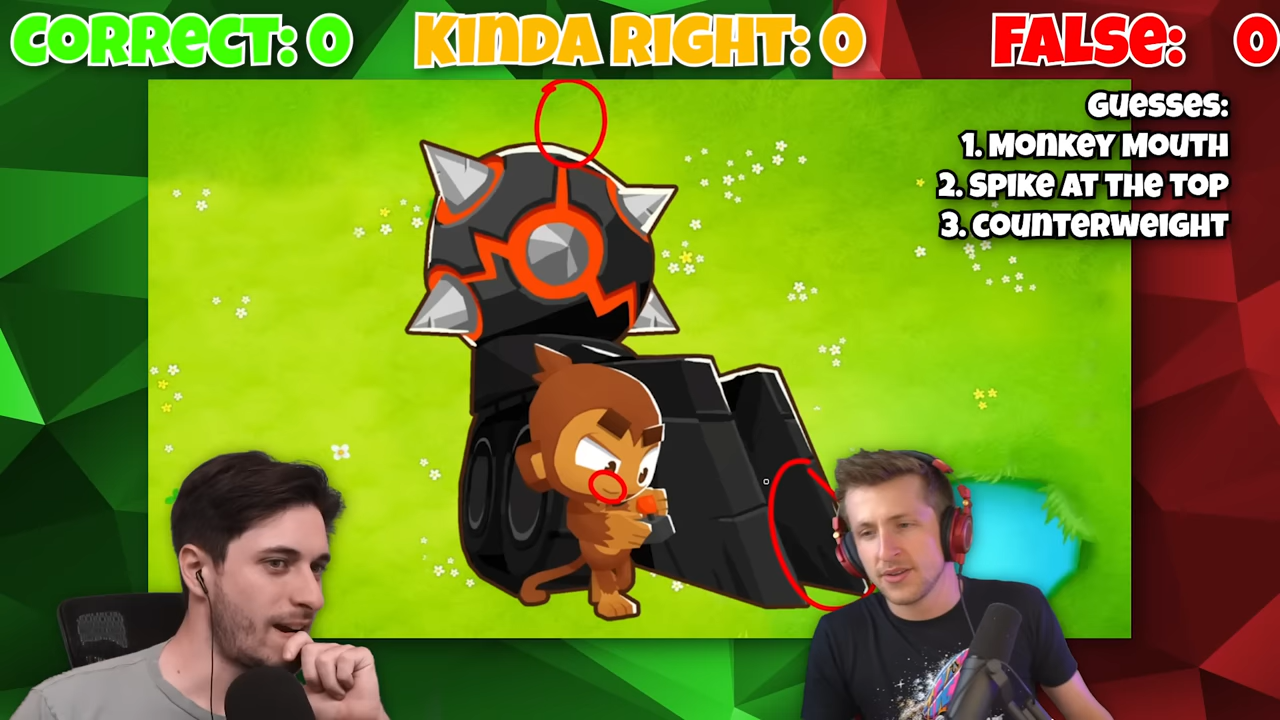 CORRECT: 0
KINDA RIGHT: 0
FALSE: 0
GUESSES:
1. MONKEY MOUTH
2. SPIKE AT THE TOP
3. COUNTERWEIGHT